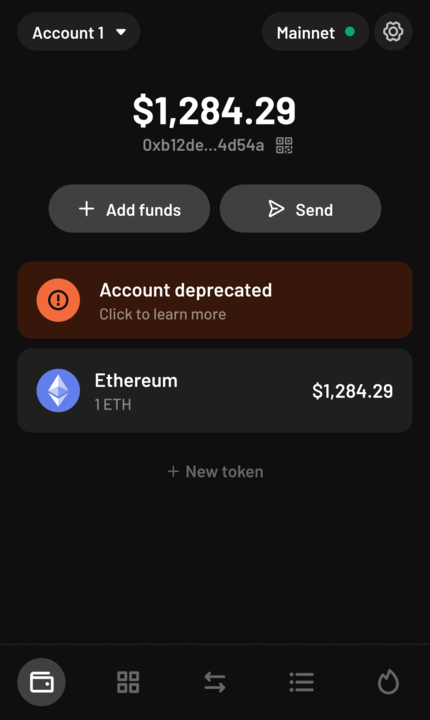 Account 1
Mainnet
$1,284.29
0xb12de...4d54a
Add funds
Send
Account deprecated
Click to learn more
Ethereum
1 ETH
$1,284.29
+ New token